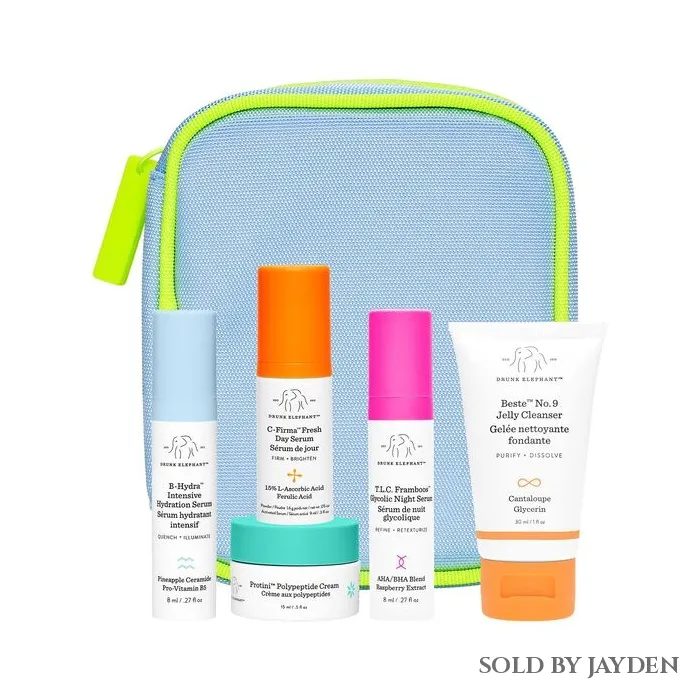 DRUNK ELEPHANT™
B-Hydra™
Intensive
Hydration Serum
Sérum hydratant
intensif
QUENCH + ILLUMINATE
Pineapple Ceramide
Pro-Vitamin B5
8 ml / .27 fl oz
DRUNK ELEPHANT™
C-Firma™ Fresh
Day Serum
Sérum de jour
FIRM + BRIGHTEN
15% L-Ascorbic Acid
Ferulic Acid
Protini™ Polypeptide Cream
Crème aux polypeptides
15 ml / .5 fl oz
DRUNK ELEPHANT™
T.L.C. Framboos™
Glycolic Night Serum
Sérum de nuit
glycolique
REFINE + RETEXTURIZE
AHA/BHA Blend
Raspberry Extract
8 ml / .27 fl oz
DRUNK ELEPHANT™
Beste™ No. 9
Jelly Cleanser
Gelée nettoyante
fondante
PURIFY + DISSOLVE
Cantaloupe
Glycerin
30 ml / 1 fl oz
SOLD BY JAYDEN